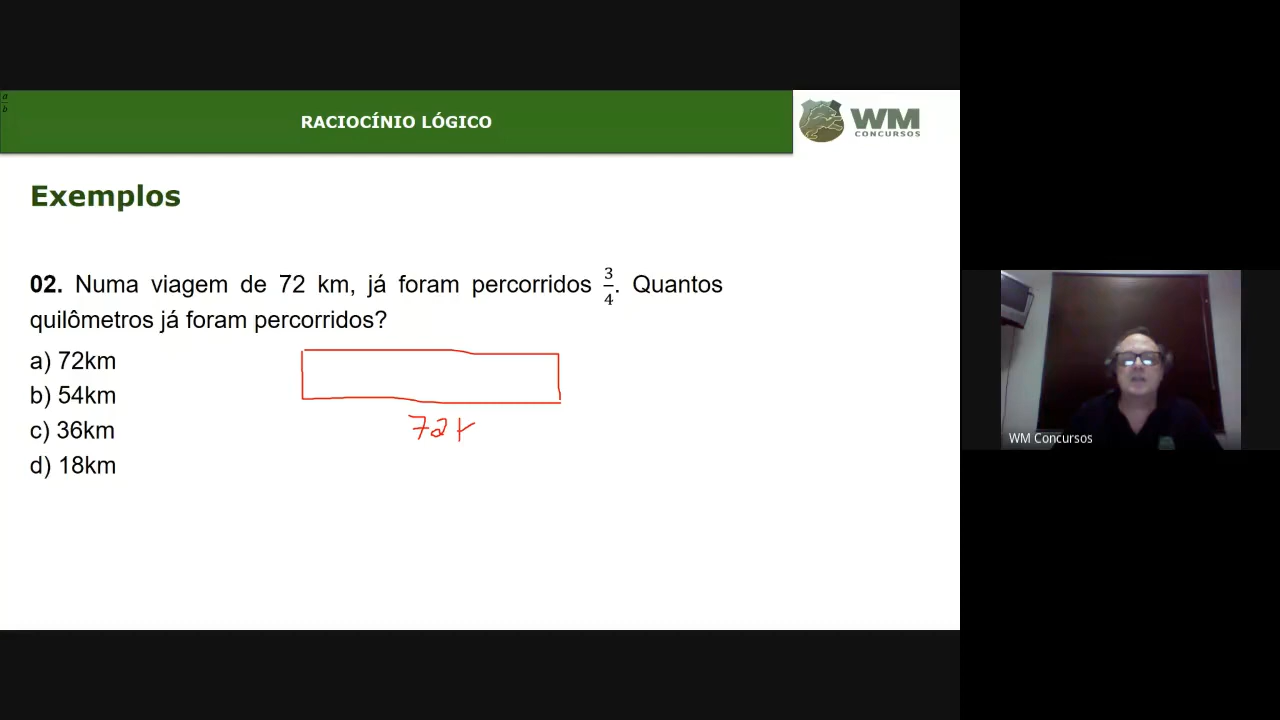 a
b
RACIOCÍNIO LÓGICO
WM
CONCURSOS
Exemplos
02. Numa viagem de 72 km, já foram percorridos 3/4. Quantos
quilômetros já foram percorridos?
a) 72km
b) 54km
c) 36km
d) 18km
72
WM Concursos